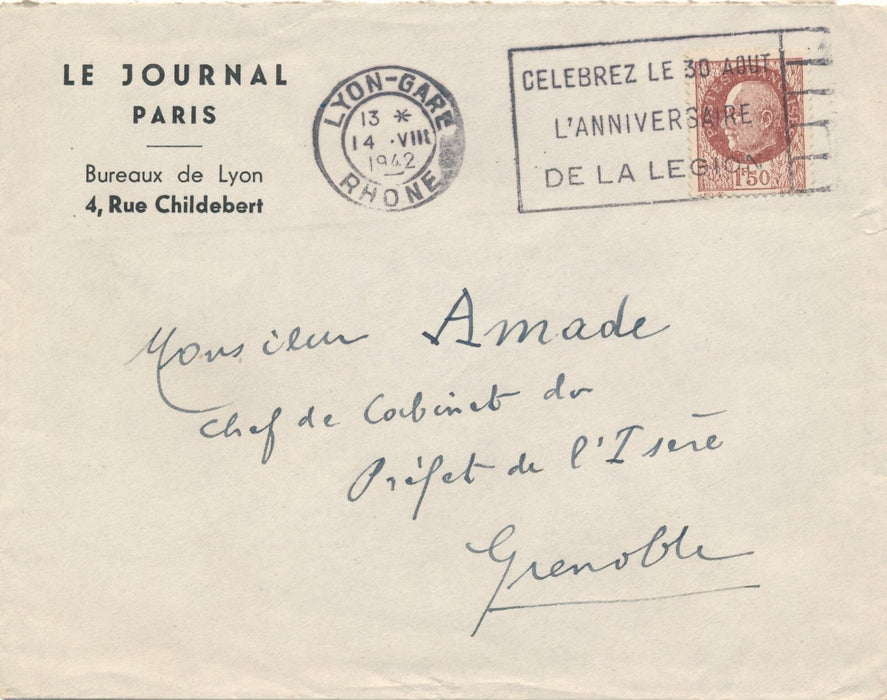 LE JOURNAL
PARIS
Bureaux de Lyon
4, Rue Childebert
LYON-GARE
13 *
14 · VIII
1942
RHONE
CELEBREZ LE 30 AOUT
L'ANNIVERSAIRE
DE LA LEGION
1F50
Monsieur Amade
Chef de Cabinet du
Préfet de l'Isère
Grenoble